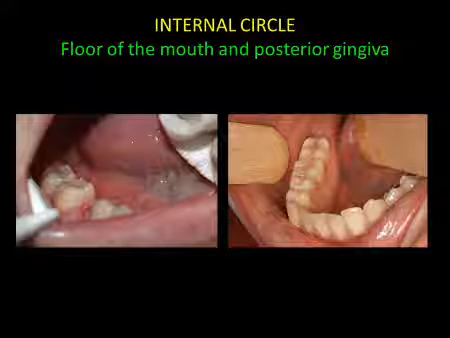 INTERNAL CIRCLE
Floor of the mouth and posterior gingiva